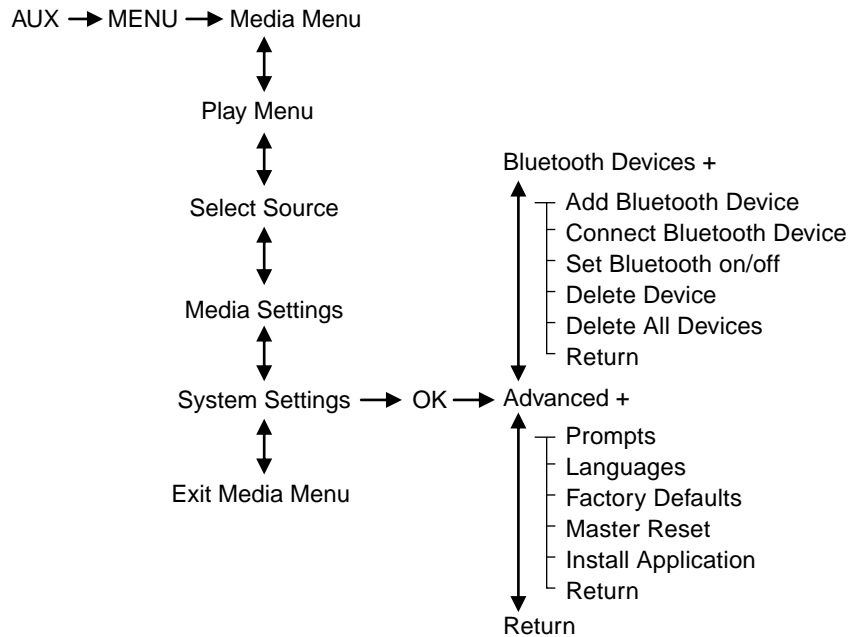 AUX MENU Media Menu
Play Menu
Select Source
Media Settings
System Settings OK Advanced +
Exit Media Menu
Bluetooth Devices +
Add Bluetooth Device
Connect Bluetooth Device
Set Bluetooth on/off
Delete Device
Delete All Devices
Return
Prompts
Languages
Factory Defaults
Master Reset
Install Application
Return
Return